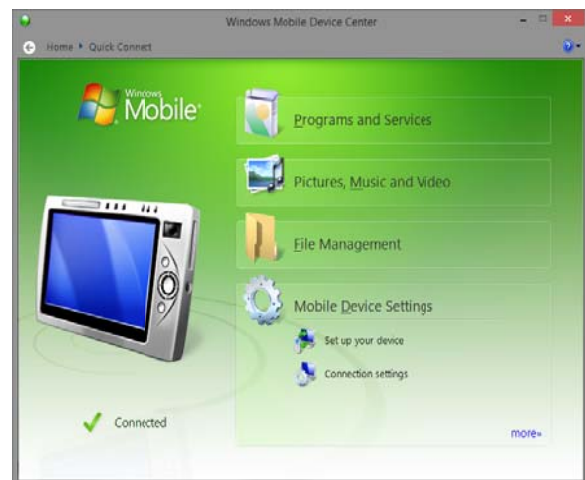 Windows Mobile Device Center
Home ▸ Quick Connect
Windows
Mobile
Programs and Services
Pictures, Music and Video
File Management
Mobile Device Settings
Set up your device
Connection settings
Connected
more»